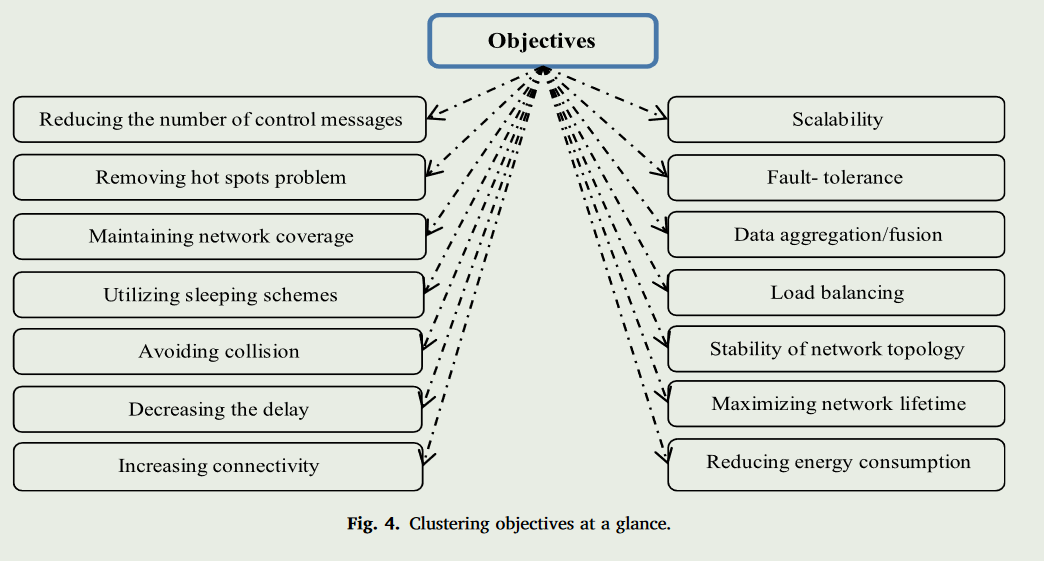 Objectives
Reducing the number of control messages
Removing hot spots problem
Maintaining network coverage
Utilizing sleeping schemes
Avoiding collision
Decreasing the delay
Increasing connectivity
Scalability
Fault- tolerance
Data aggregation/fusion
Load balancing
Stability of network topology
Maximizing network lifetime
Reducing energy consumption
Fig. 4. Clustering objectives at a glance.